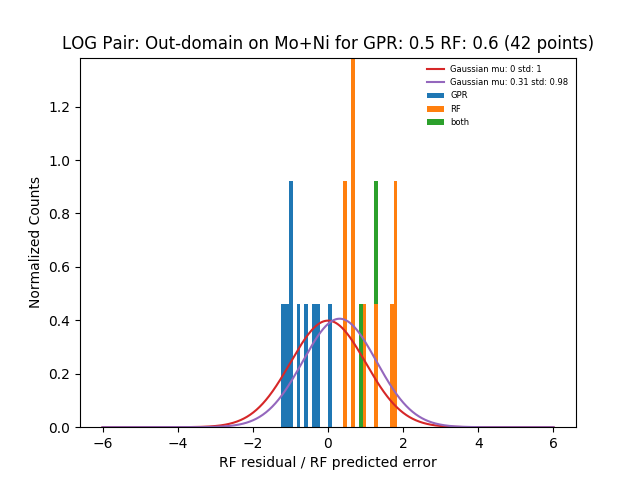 LOG Pair: Out-domain on Mo+Ni for GPR: 0.5 RF: 0.6 (42 points)
Gaussian mu: 0 std: 1
Gaussian mu: 0.31 std: 0.98
GPR
RF
both
Normalized Counts
1.2
1.0
0.8
0.6
0.4
0.2
0.0
−6 −4 −2 0 2 4 6
RF residual / RF predicted error